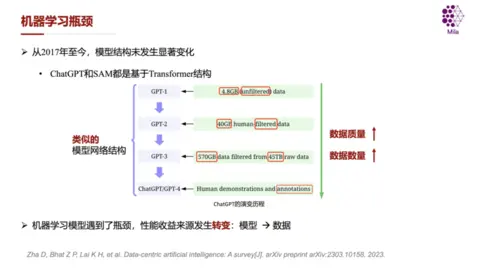 机器学习瓶颈
Mila
➢ 从2017年至今，模型结构未发生显著变化
• ChatGPT和SAM都是基于Transformer结构
GPT-1
4.8GB (unfiltered) data
GPT-2
40GB human filtered data
GPT-3
570GB data filtered from 45TB raw data
ChatGPT/GPT-4
Human demonstrations and annotations
类似的
模型网络结构
数据质量
数据数量
ChatGPT的演变历程
➢ 机器学习模型遇到了瓶颈，性能收益来源发生转变：模型 → 数据
Zha D, Bhat Z P, Lai K H, et al. Data-centric artificial intelligence: A survey[J]. arXiv preprint arXiv:2303.10158, 2023.